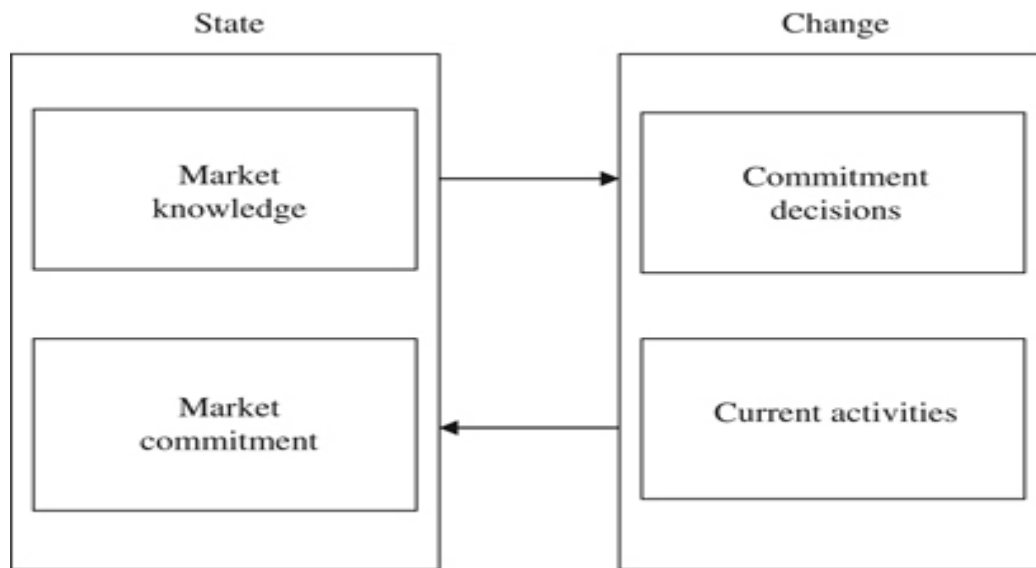 State
Change
Market
knowledge
Commitment
decisions
Market
commitment
Current activities